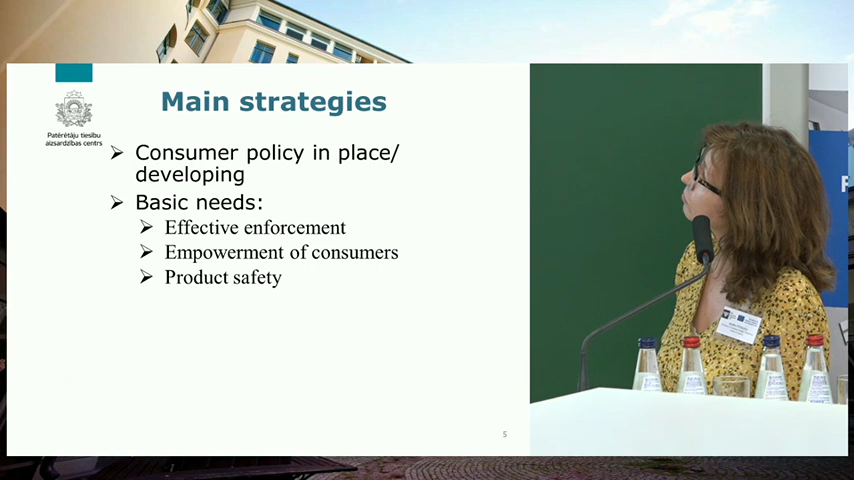 Main strategies
Patērētāju tiesību
aizsardzības centrs
➢ Consumer policy in place/
developing
➢ Basic needs:
➢ Effective enforcement
➢ Empowerment of consumers
➢ Product safety
5